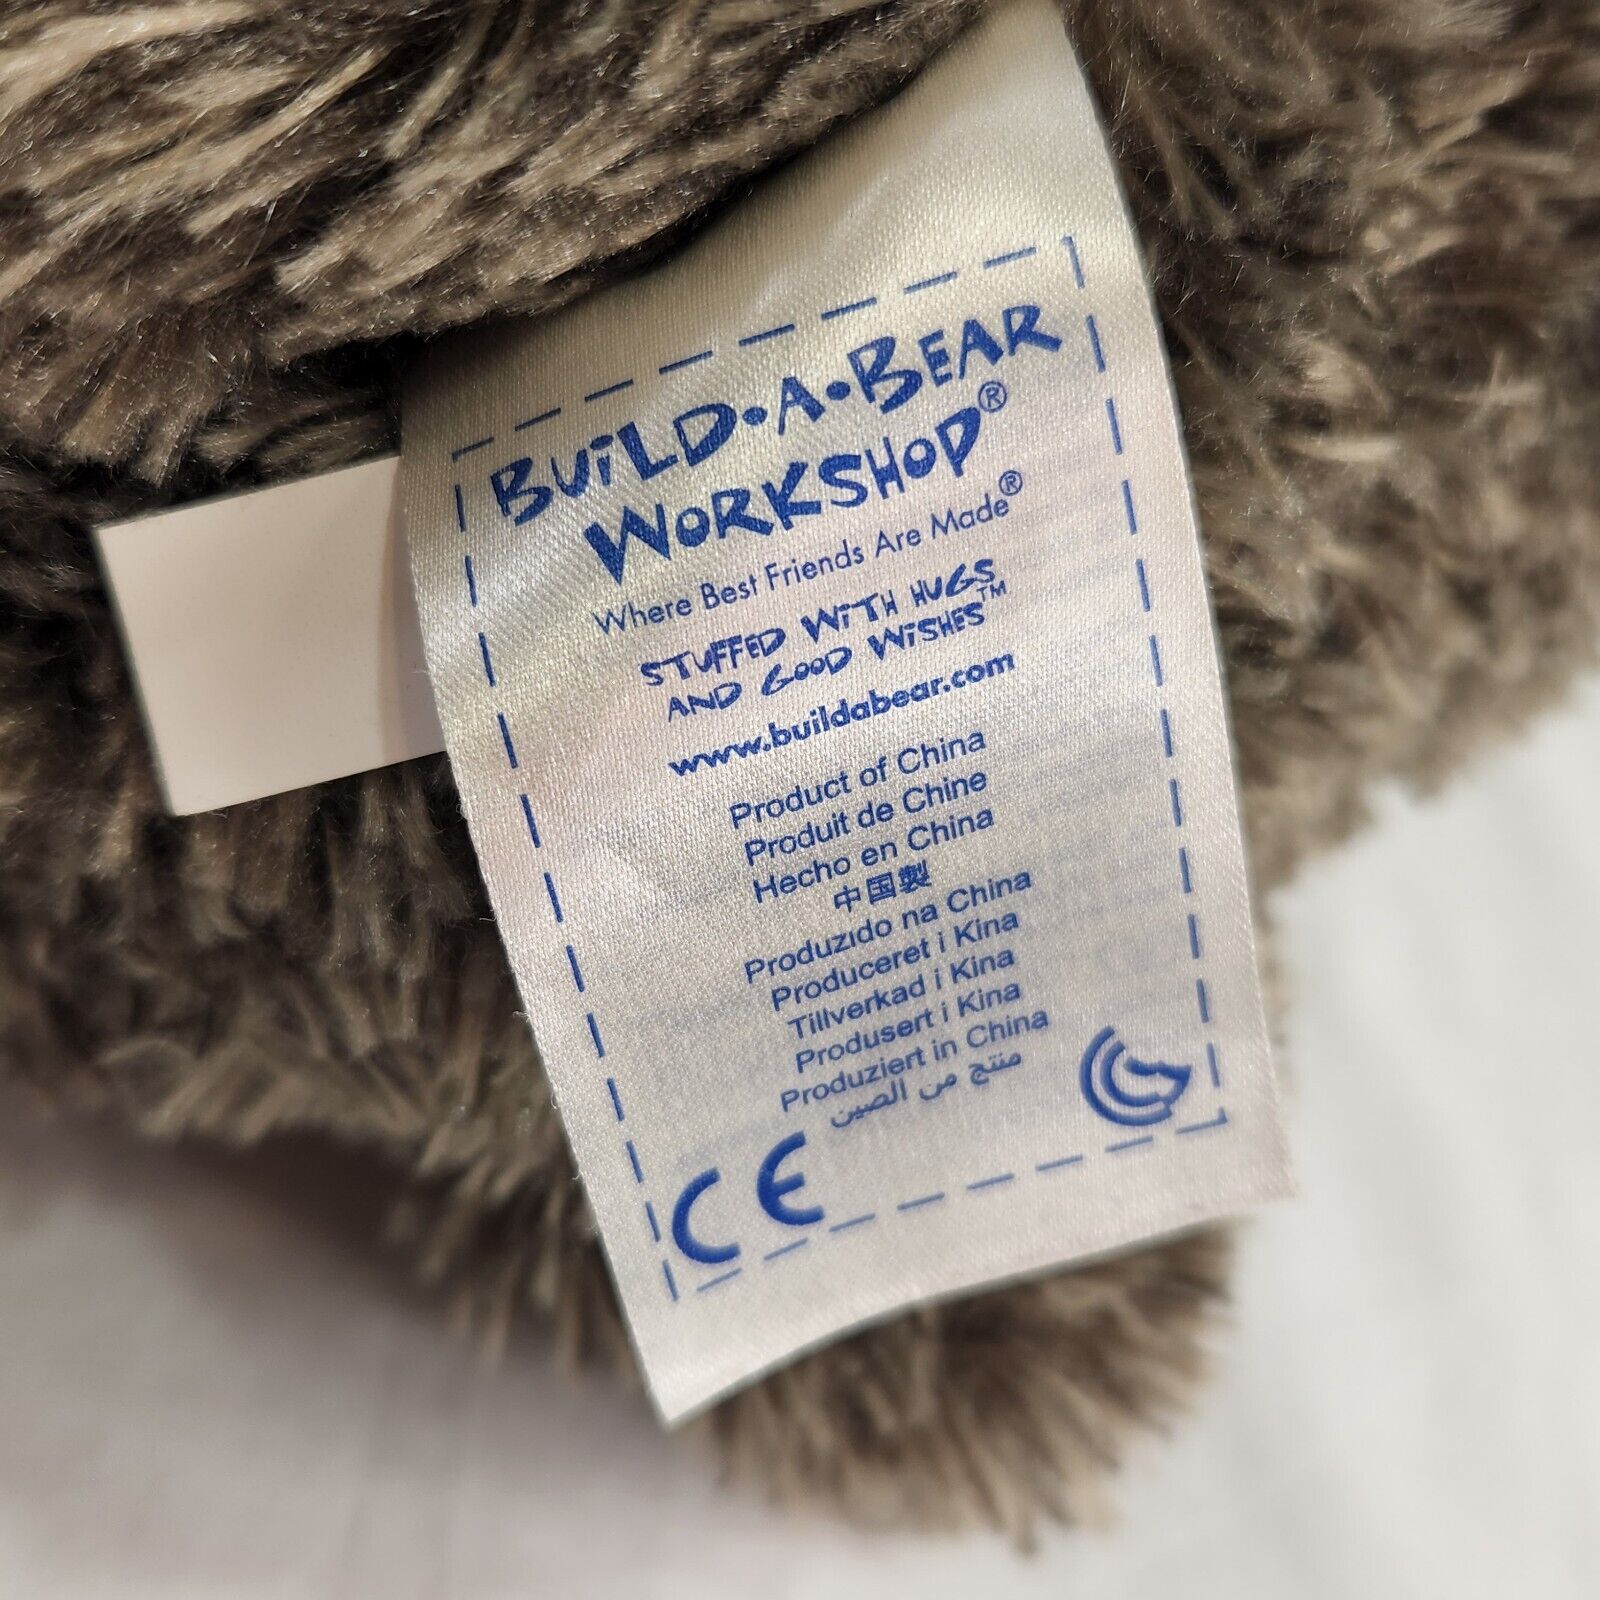 BUiLD•A•BEAR
WORKSHOP®
Where Best Friends Are Made®
STUFFED WiTH HUGS
AND GOOD WiSHES™
www.buildabear.com
Product of China
Produit de Chine
Hecho en China
中国製
Produzido na China
Produceret i Kina
Tillverkad i Kina
Produsert i Kina
Produziert in China
منتج من الصين
CE